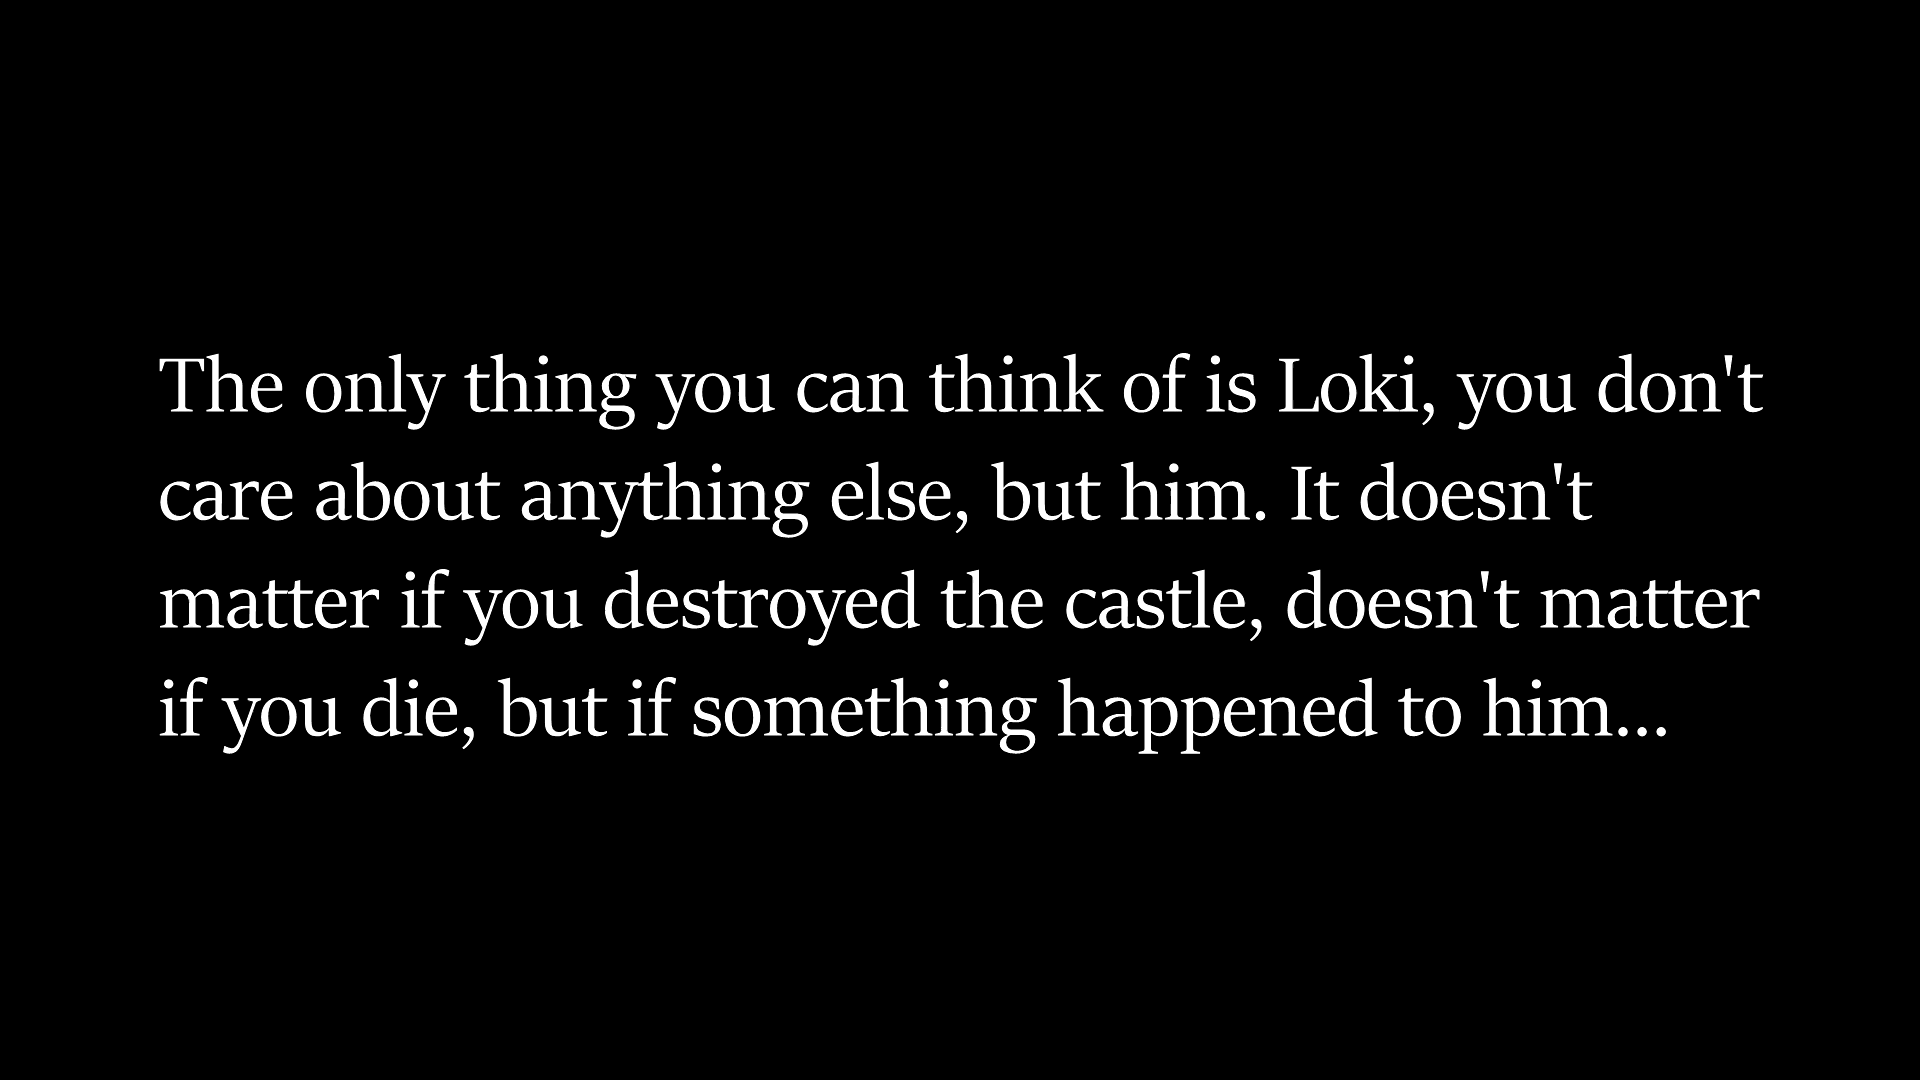 The only thing you can think of is Loki, you don't
care about anything else, but him. It doesn't
matter if you destroyed the castle, doesn't matter
if you die, but if something happened to him...